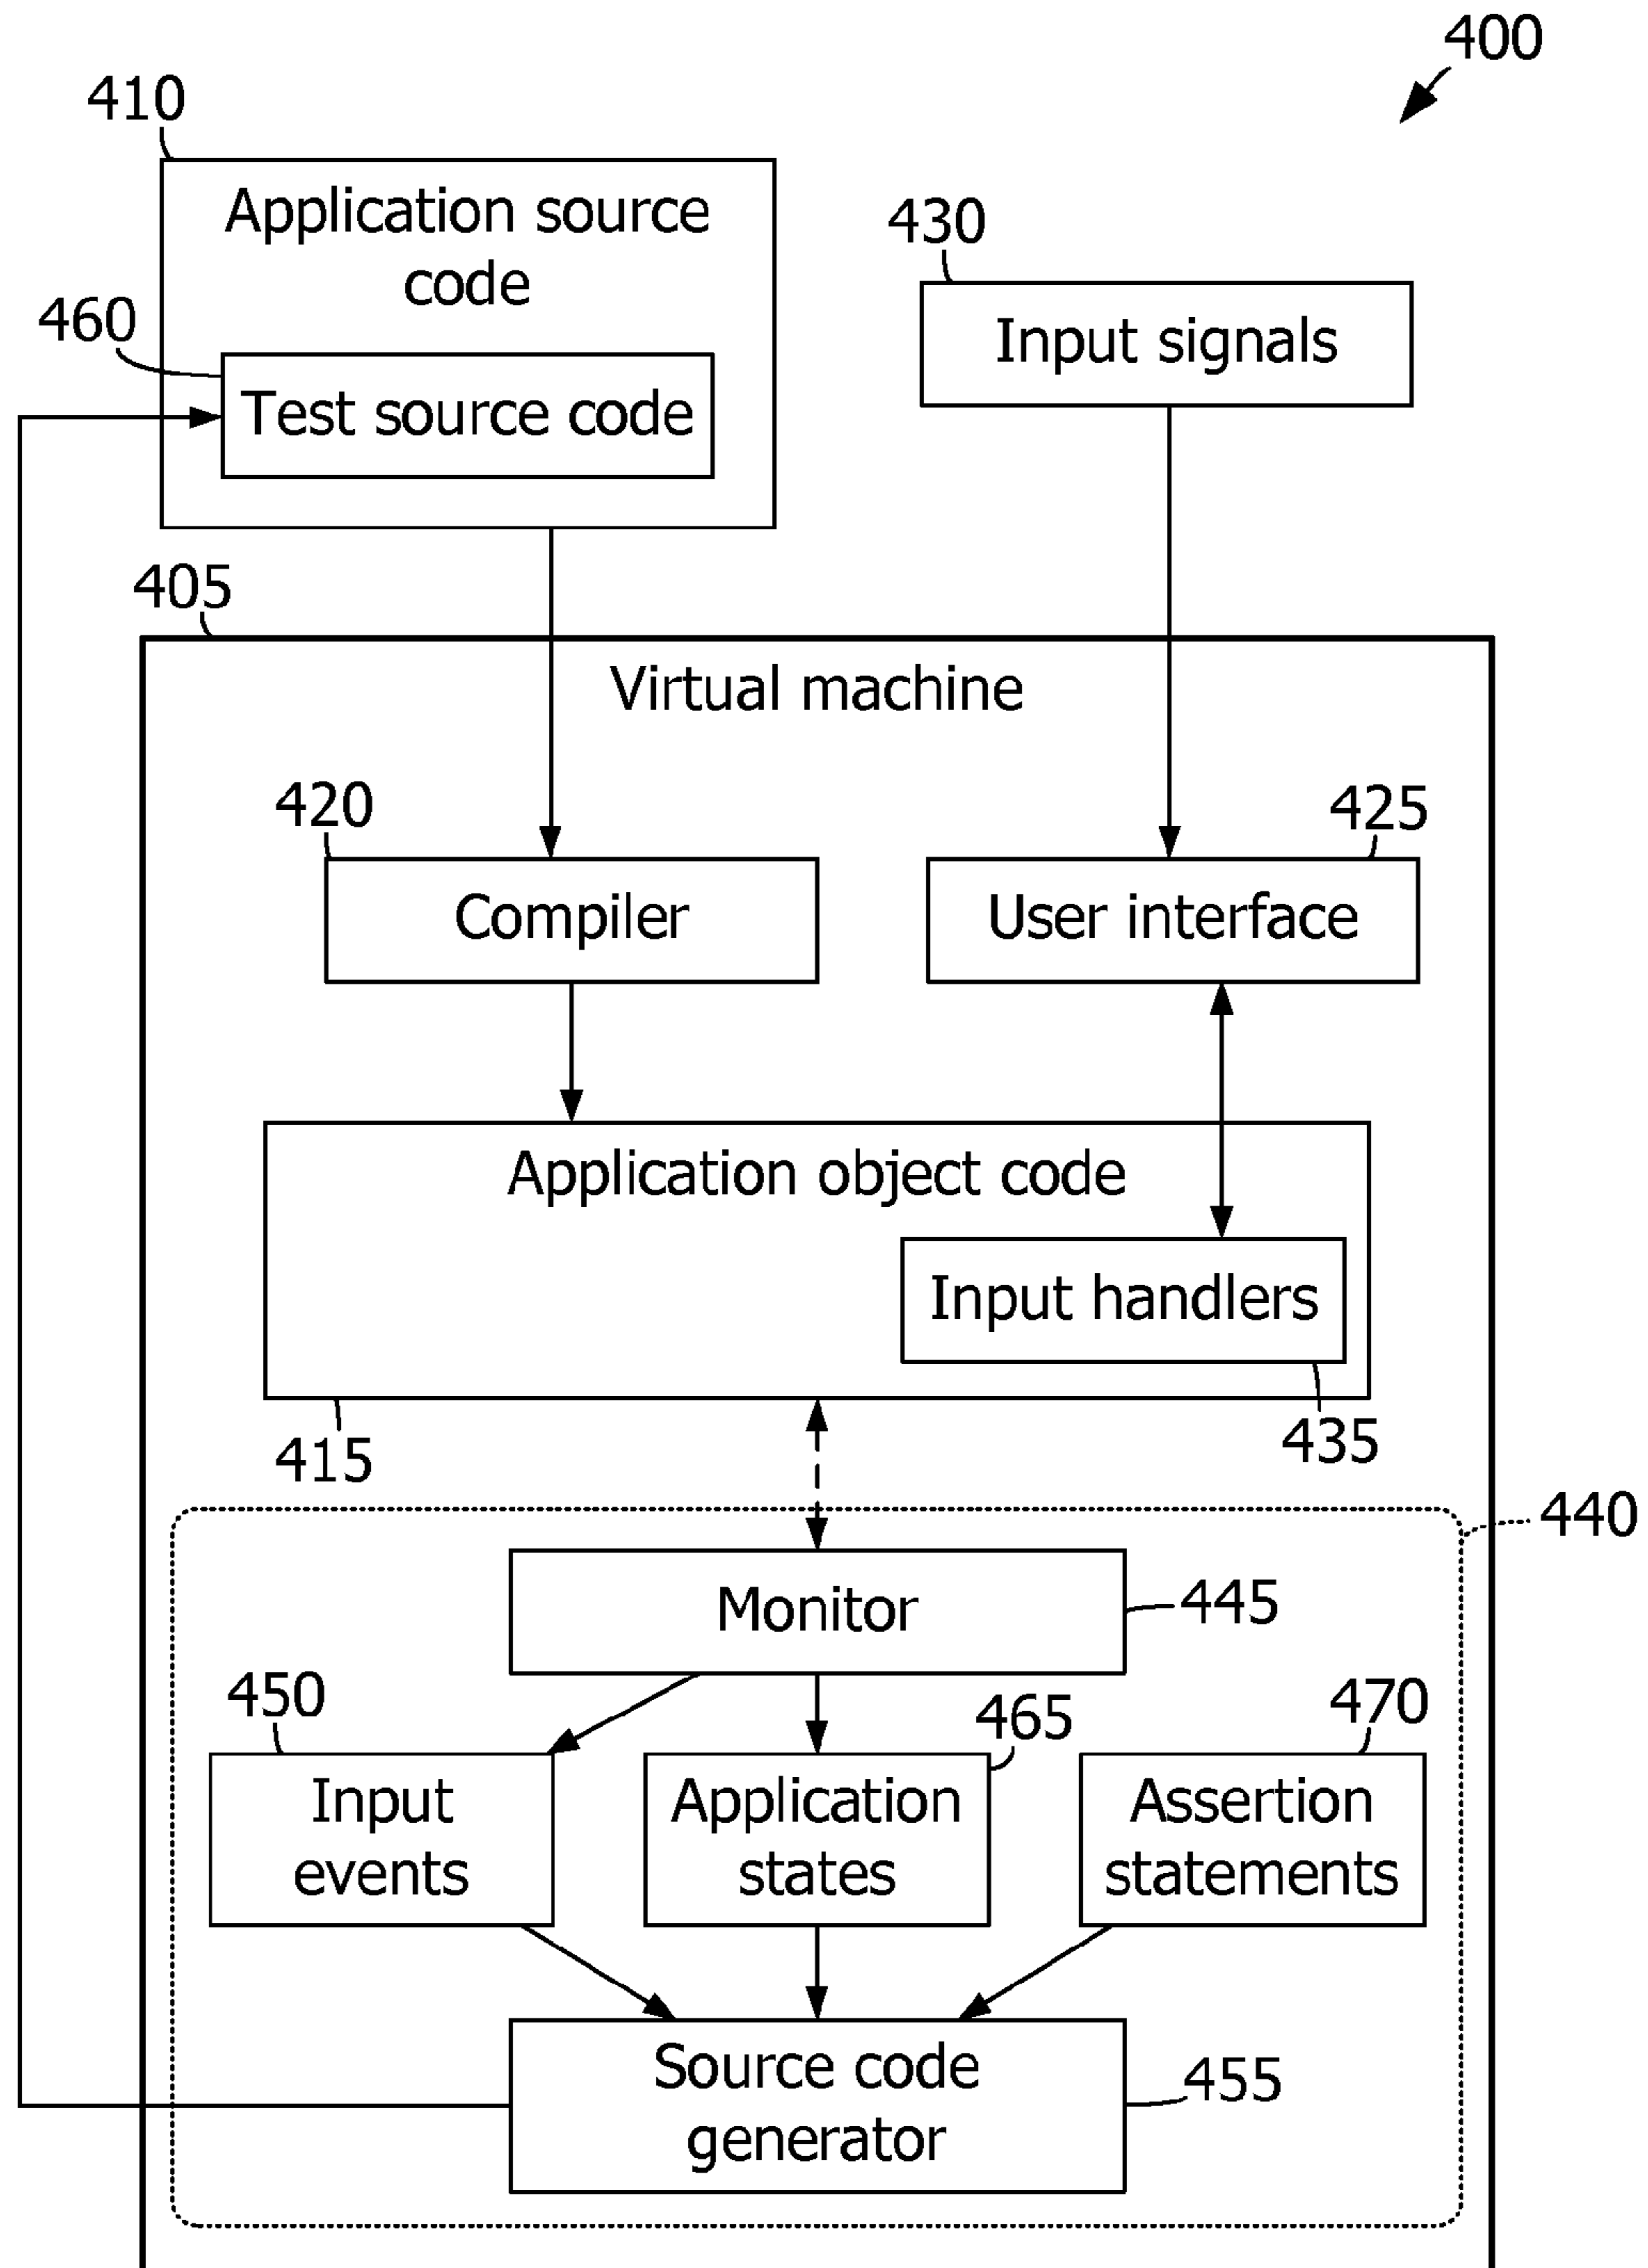 400
410
Application source
code
430
460
Input signals
Test source code
405
Virtual machine
420
425
Compiler
User interface
Application object code
Input handlers
415
435
440
Monitor
445
450
465
470
Input
events
Application
states
Assertion
statements
Source code
generator
455